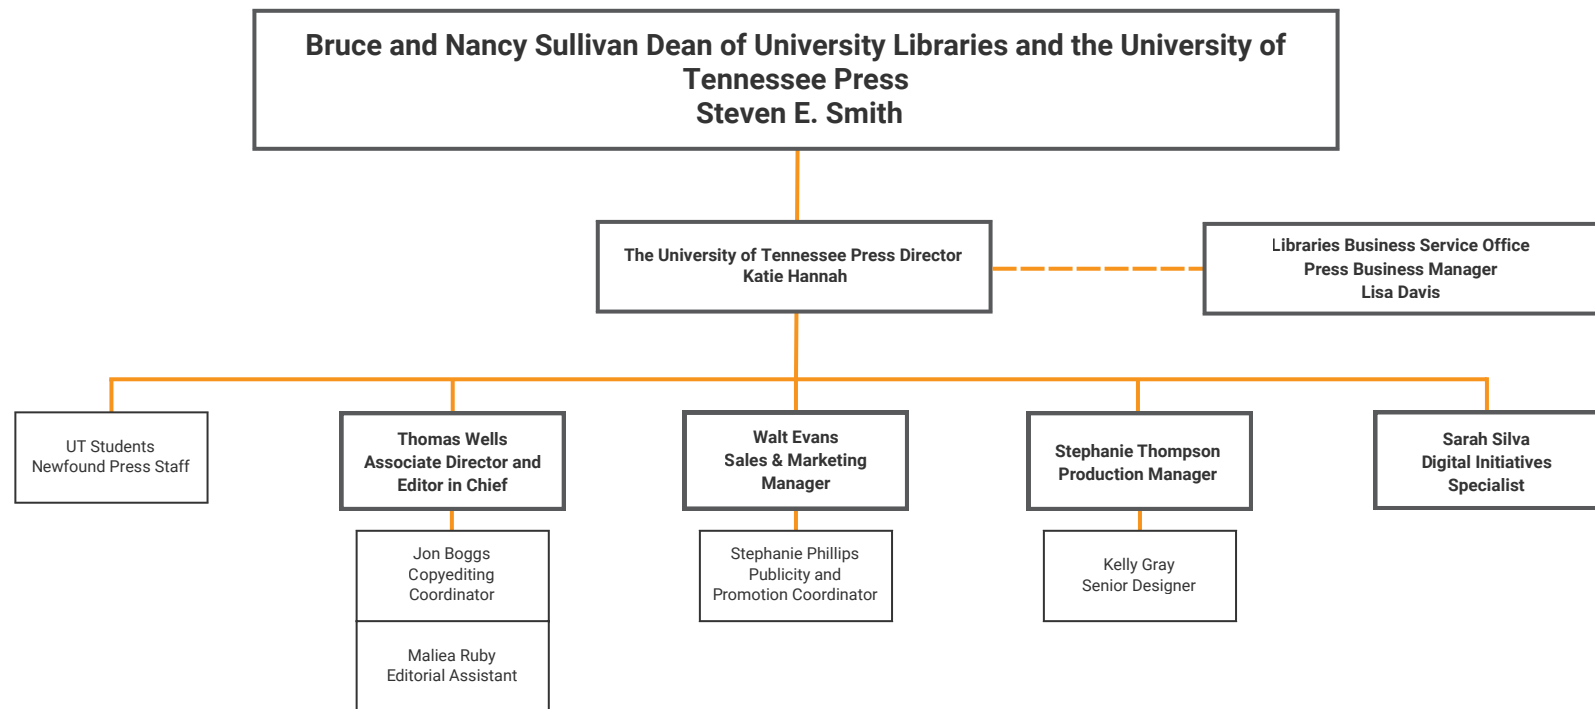 Bruce and Nancy Sullivan Dean of University Libraries and the University of
Tennessee Press
Steven E. Smith
The University of Tennessee Press Director
Katie Hannah
Libraries Business Service Office
Press Business Manager
Lisa Davis
UT Students
Newfound Press Staff
Thomas Wells
Associate Director and
Editor in Chief
Walt Evans
Sales & Marketing
Manager
Stephanie Thompson
Production Manager
Sarah Silva
Digital Initiatives
Specialist
Jon Boggs
Copyediting
Coordinator
Stephanie Phillips
Publicity and
Promotion Coordinator
Kelly Gray
Senior Designer
Maliea Ruby
Editorial Assistant